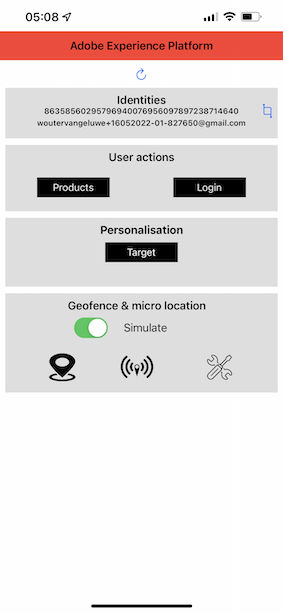 05:08
Adobe Experience Platform
Identities
86358560295796940076956097897238714640
woutervangeluwe+16052022-01-827650@gmail.com
User actions
Products
Login
Personalisation
Target
Geofence & micro location
Simulate